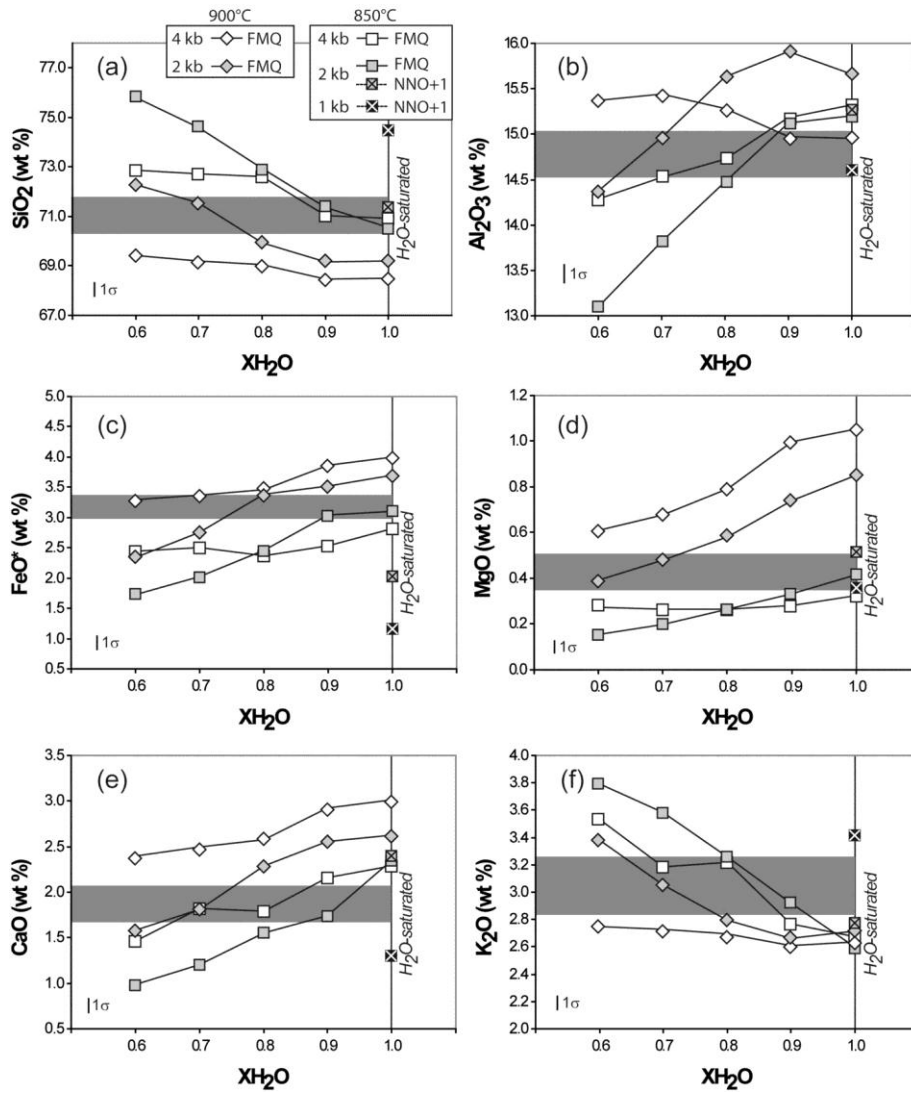 900°C 850°C
4 kb FMQ 4 kb FMQ
2 kb FMQ 2 kb FMQ
NNO+1
1 kb NNO+1
(a)
SiO2 (wt %)
77.0
75.0
73.0
71.0
69.0
67.0
1σ
H2O-saturated
0.6 0.7 0.8 0.9 1.0
XH2O
(b)
Al2O3 (wt %)
16.0
15.5
15.0
14.5
14.0
13.5
13.0
1σ
H2O-saturated
0.6 0.7 0.8 0.9 1.0
XH2O
(c)
FeO* (wt %)
5.0
4.5
4.0
3.5
3.0
2.5
2.0
1.5
1.0
0.5
1σ
H2O-saturated
0.6 0.7 0.8 0.9 1.0
XH2O
(d)
MgO (wt %)
1.2
1.0
0.8
0.6
0.4
0.2
0.0
1σ
H2O-saturated
0.6 0.7 0.8 0.9 1.0
XH2O
(e)
CaO (wt %)
3.5
3.0
2.5
2.0
1.5
1.0
0.5
1σ
H2O-saturated
0.6 0.7 0.8 0.9 1.0
XH2O
(f)
K2O (wt %)
4.0
3.8
3.6
3.4
3.2
3.0
2.8
2.6
2.4
2.2
2.0
1σ
H2O-saturated
0.6 0.7 0.8 0.9 1.0
XH2O